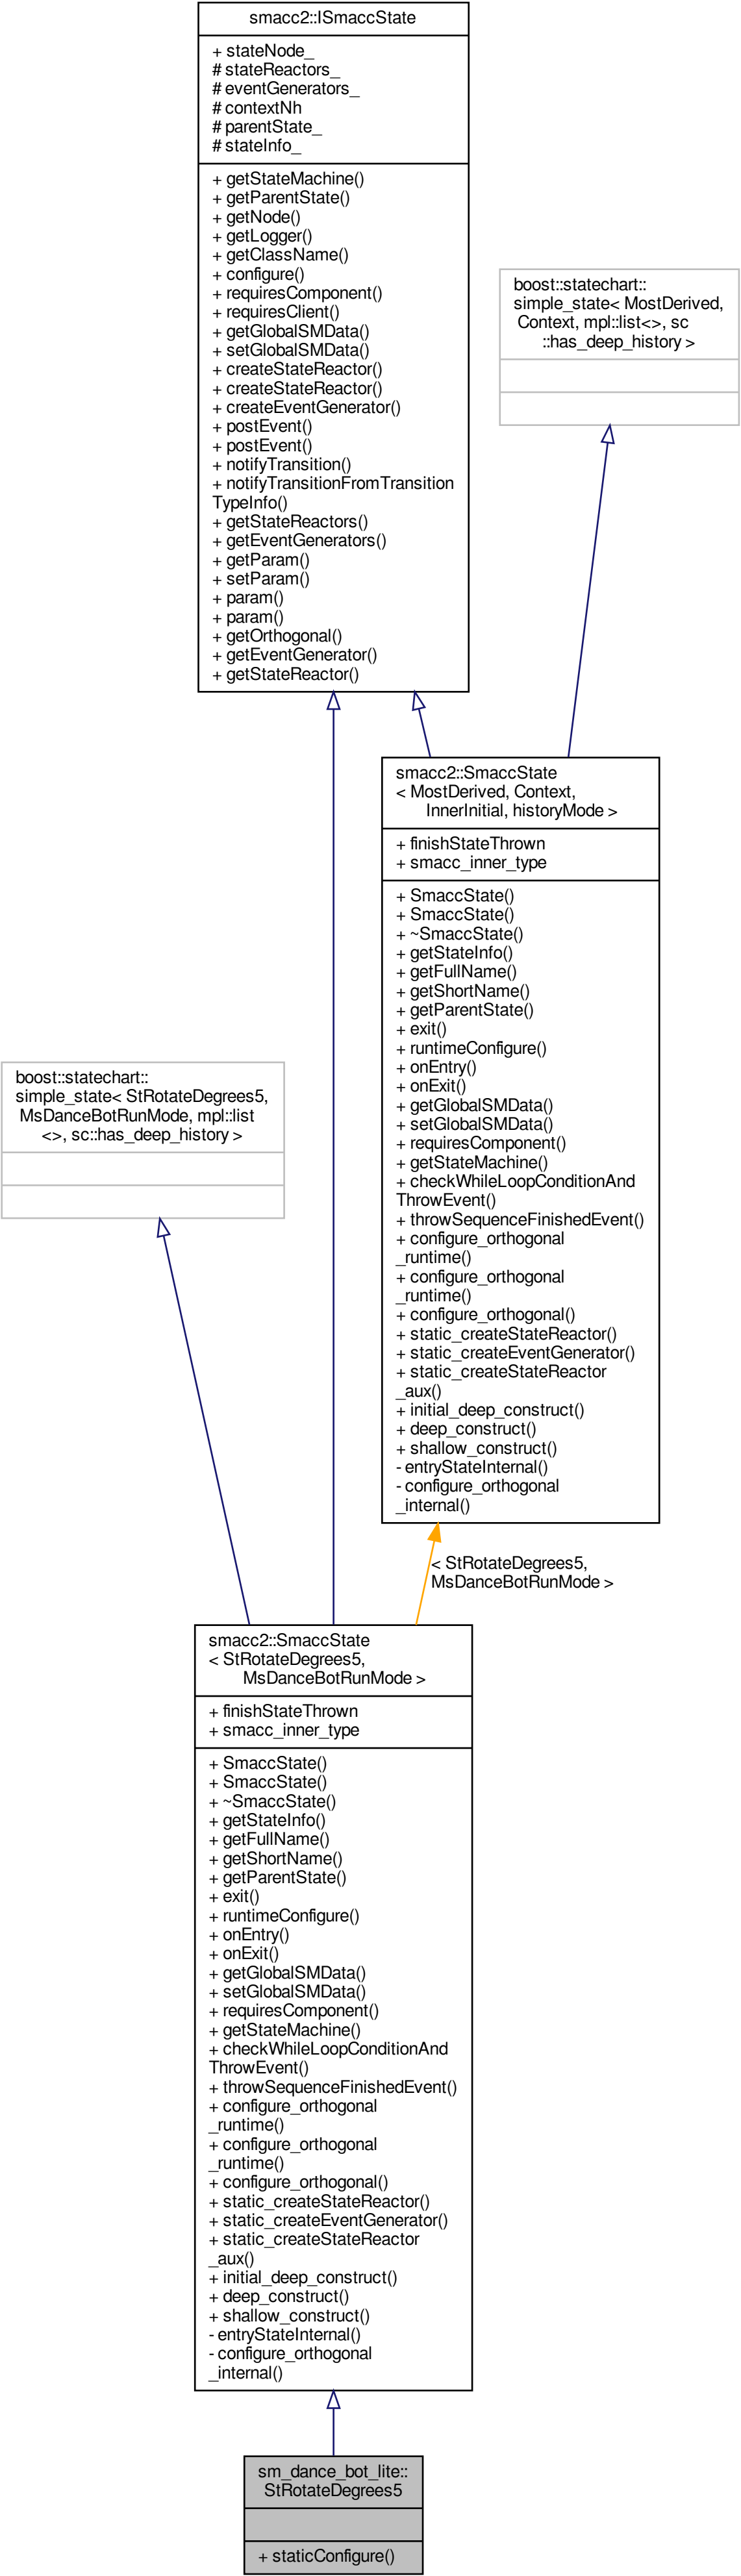 smacc2::ISmaccState
+ stateNode_
# stateReactors_
# eventGenerators_
# contextNh
# parentState_
# stateInfo_
+ getStateMachine()
+ getParentState()
+ getNode()
+ getLogger()
+ getClassName()
+ configure()
+ requiresComponent()
+ requiresClient()
+ getGlobalSMData()
+ setGlobalSMData()
+ createStateReactor()
+ createStateReactor()
+ createEventGenerator()
+ postEvent()
+ postEvent()
+ notifyTransition()
+ notifyTransitionFromTransition
TypeInfo()
+ getStateReactors()
+ getEventGenerators()
+ getParam()
+ setParam()
+ param()
+ param()
+ getOrthogonal()
+ getEventGenerator()
+ getStateReactor()
boost::statechart::
simple_state< MostDerived,
Context, mpl::list<>, sc
::has_deep_history >
smacc2::SmaccState
< MostDerived, Context,
InnerInitial, historyMode >
+ finishStateThrown
+ smacc_inner_type
+ SmaccState()
+ SmaccState()
+ ~SmaccState()
+ getStateInfo()
+ getFullName()
+ getShortName()
+ getParentState()
+ exit()
+ runtimeConfigure()
+ onEntry()
+ onExit()
+ getGlobalSMData()
+ setGlobalSMData()
+ requiresComponent()
+ getStateMachine()
+ checkWhileLoopConditionAnd
ThrowEvent()
+ throwSequenceFinishedEvent()
+ configure_orthogonal
_runtime()
+ configure_orthogonal
_runtime()
+ configure_orthogonal()
+ static_createStateReactor()
+ static_createEventGenerator()
+ static_createStateReactor
_aux()
+ initial_deep_construct()
+ deep_construct()
+ shallow_construct()
- entryStateInternal()
- configure_orthogonal
_internal()
boost::statechart::
simple_state< StRotateDegrees5,
MsDanceBotRunMode, mpl::list
<>, sc::has_deep_history >
< StRotateDegrees5,
MsDanceBotRunMode >
smacc2::SmaccState
< StRotateDegrees5,
MsDanceBotRunMode >
+ finishStateThrown
+ smacc_inner_type
+ SmaccState()
+ SmaccState()
+ ~SmaccState()
+ getStateInfo()
+ getFullName()
+ getShortName()
+ getParentState()
+ exit()
+ runtimeConfigure()
+ onEntry()
+ onExit()
+ getGlobalSMData()
+ setGlobalSMData()
+ requiresComponent()
+ getStateMachine()
+ checkWhileLoopConditionAnd
ThrowEvent()
+ throwSequenceFinishedEvent()
+ configure_orthogonal
_runtime()
+ configure_orthogonal
_runtime()
+ configure_orthogonal()
+ static_createStateReactor()
+ static_createEventGenerator()
+ static_createStateReactor
_aux()
+ initial_deep_construct()
+ deep_construct()
+ shallow_construct()
- entryStateInternal()
- configure_orthogonal
_internal()
sm_dance_bot_lite::
StRotateDegrees5
+ staticConfigure()